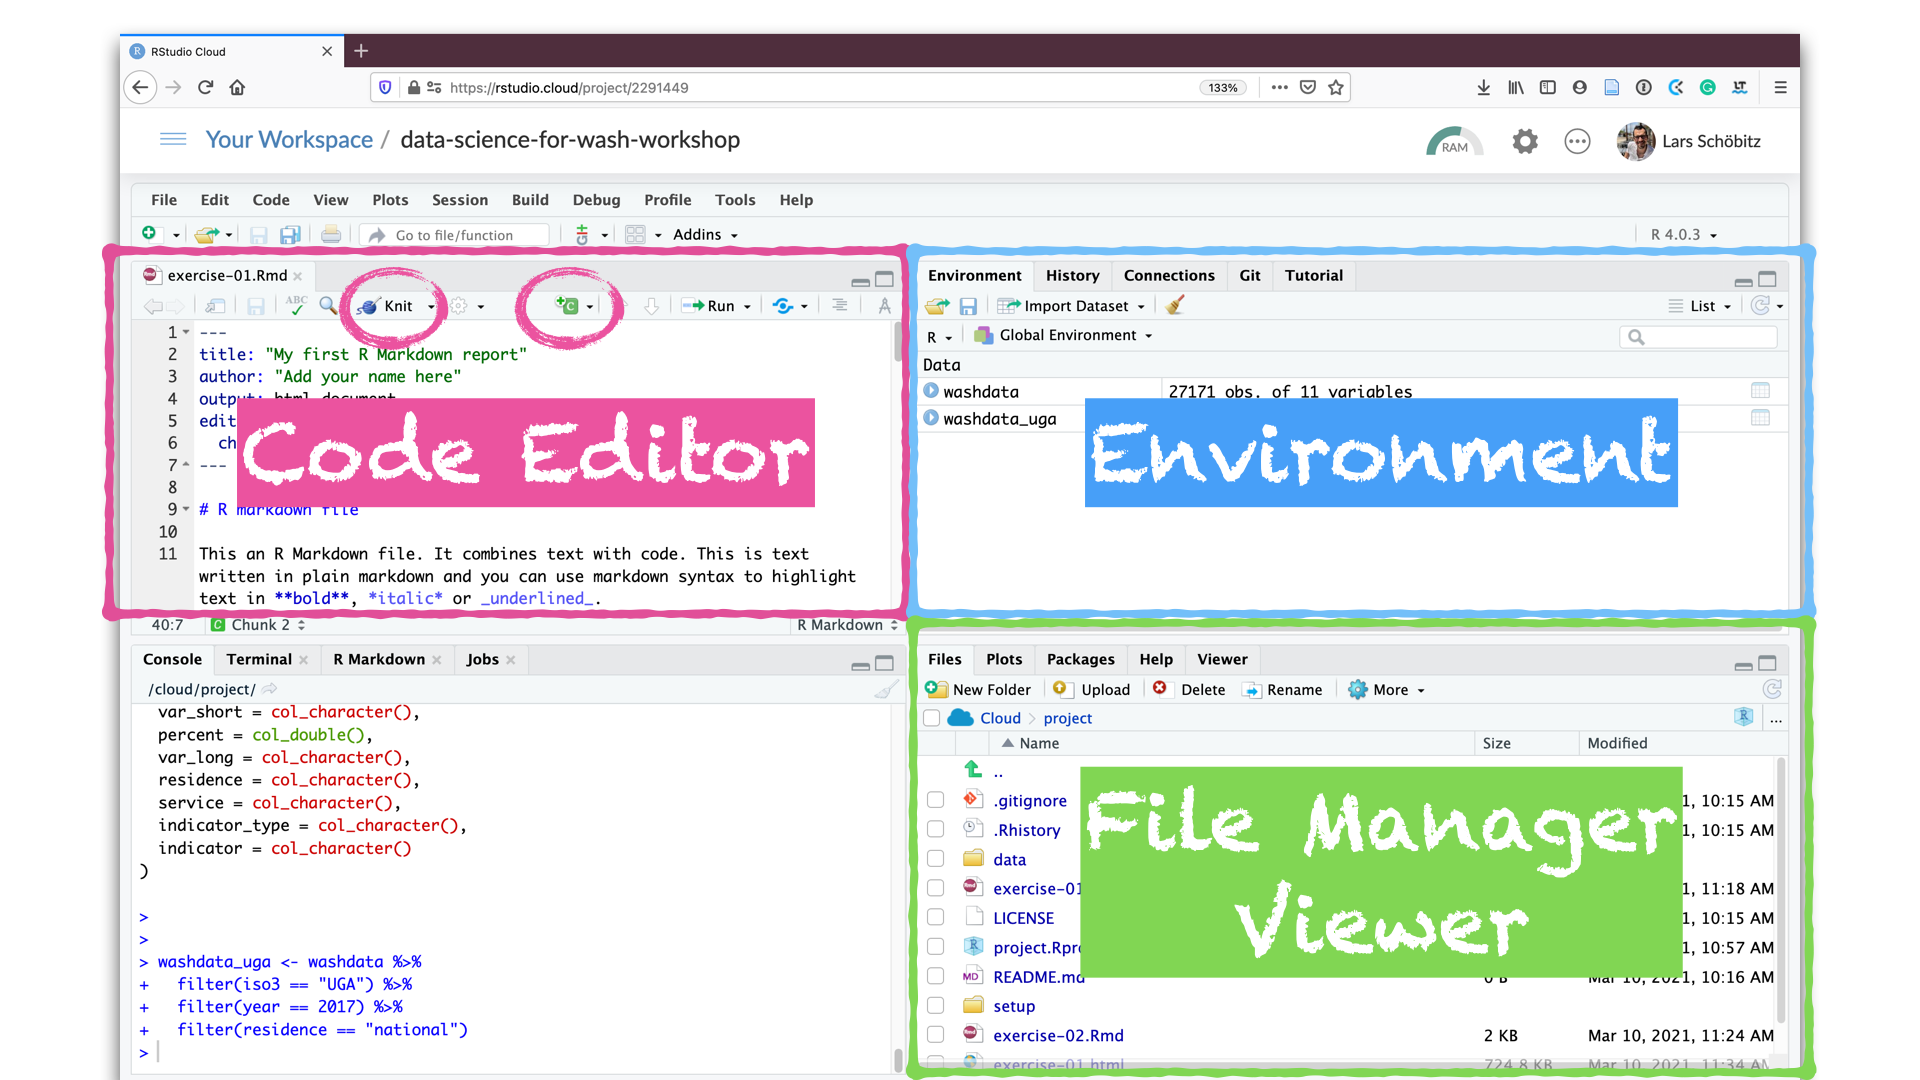 RStudio Cloud
https://rstudio.cloud/project/2291449
133%
Your Workspace / data-science-for-wash-workshop
RAM
Lars Schöbitz
File Edit Code View Plots Session Build Debug Profile Tools Help
Go to file/function
Addins
R 4.0.3
exercise-01.Rmd
ABC
Knit
Run
1 ---
2 title: "My first R Markdown report"
3 author: "Add your name here"
4
5
6
7 ---
8
9 # R markdown file
10
11 This an R Markdown file. It combines text with code. This is text
written in plain markdown and you can use markdown syntax to highlight
text in **bold**, *italic* or _underlined_.
Code Editor
40:7
Chunk 2
R Markdown
Environment History Connections Git Tutorial
Import Dataset
List
R
Global Environment
Data
washdata 27171 obs. of 11 variables
washdata_uga
Environment
Console Terminal R Markdown Jobs
/cloud/project/
var_short = col_character(),
percent = col_double(),
var_long = col_character(),
residence = col_character(),
service = col_character(),
indicator_type = col_character(),
indicator = col_character()
)
>
>
> washdata_uga <- washdata %>%
+ filter(iso3 == "UGA") %>%
+ filter(year == 2017) %>%
+ filter(residence == "national")
>
Files Plots Packages Help Viewer
New Folder Upload Delete Rename More
Cloud > project
...
Name Size Modified
..
.gitignore 1, 10:15 AM
.Rhistory 1, 10:15 AM
data
exercise-01 1, 11:18 AM
LICENSE 1, 10:15 AM
project.Rpro 1, 10:57 AM
README.md 0 B Mar 10, 2021, 10:16 AM
setup
exercise-02.Rmd 2 KB Mar 10, 2021, 11:24 AM
exercise-01.html 724.8 KB Mar 10, 2021, 11:34 AM
File Manager
Viewer